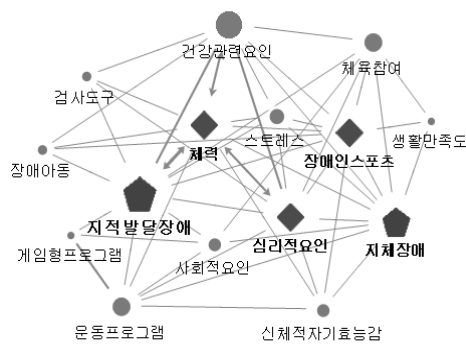 건강관련요인
체육참여
검사도구
스트레스
생활만족도
체력
장애인스포츠
장애아동
지적발달장애
심리적요인
지체장애
게임형프로그램
사회적요인
운동프로그램
신체적자기효능감